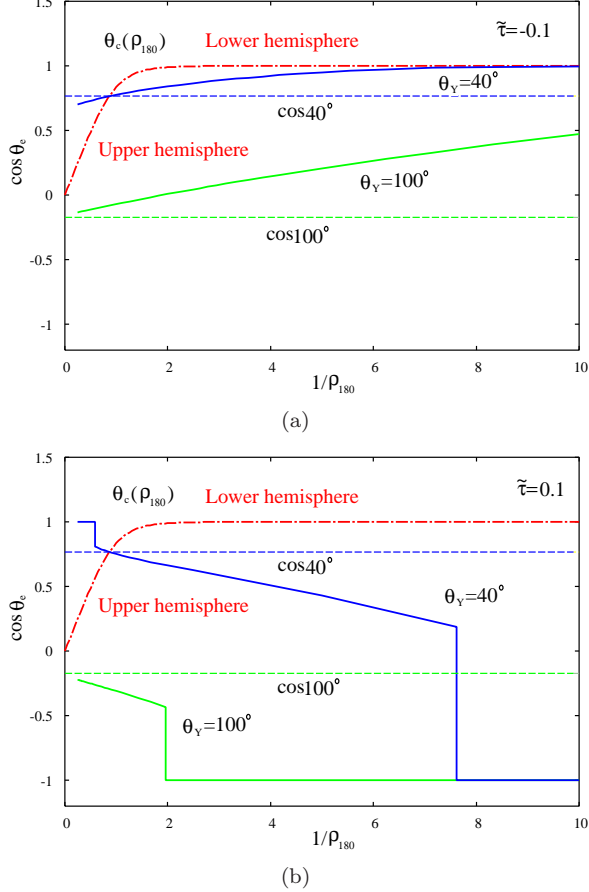 1.5
θc(ρ180)
Lower hemisphere
τ̃=-0.1
1
θY=40°
cos40°
0.5
Upper hemisphere
cos θe
θY=100°
0
cos100°
-0.5
-1
0 2 4 6 8 10
1/ρ180
(a)
1.5
θc(ρ180)
Lower hemisphere
τ̃=0.1
1
cos40°
0.5
Upper hemisphere
θY=40°
cos θe
0
cos100°
-0.5
θY=100°
-1
0 2 4 6 8 10
1/ρ180
(b)